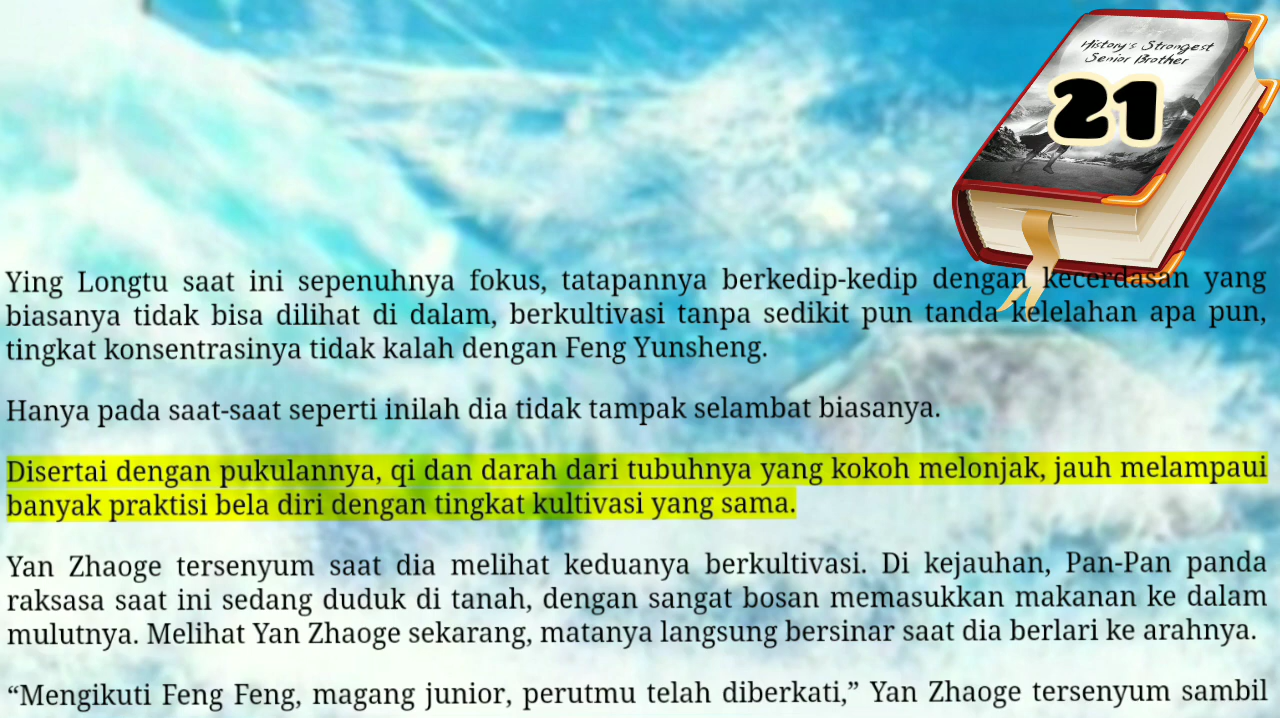 History's Strongest
Senior Brother
21
Ying Longtu saat ini sepenuhnya fokus, tatapannya berkedip-kedip dengan kecerdasan yang
biasanya tidak bisa dilihat di dalam, berkultivasi tanpa sedikit pun tanda kelelahan apa pun,
tingkat konsentrasinya tidak kalah dengan Feng Yunsheng.
Hanya pada saat-saat seperti inilah dia tidak tampak selambat biasanya.
Disertai dengan pukulannya, qi dan darah dari tubuhnya yang kokoh melonjak, jauh melampaui
banyak praktisi bela diri dengan tingkat kultivasi yang sama.
Yan Zhaoge tersenyum saat dia melihat keduanya berkultivasi. Di kejauhan, Pan-Pan panda
raksasa saat ini sedang duduk di tanah, dengan sangat bosan memasukkan makanan ke dalam
mulutnya. Melihat Yan Zhaoge sekarang, matanya langsung bersinar saat dia berlari ke arahnya.
“Mengikuti Feng Feng, magang junior, perutmu telah diberkati,” Yan Zhaoge tersenyum sambil